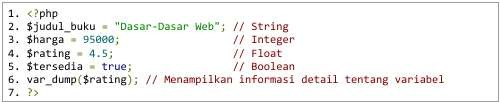 1. <?php
2. $judul_buku = "Dasar-Dasar Web"; // String
3. $harga = 95000; // Integer
4. $rating = 4.5; // Float
5. $tersedia = true; // Boolean
6. var_dump($rating); // Menampilkan informasi detail tentang variabel
7. ?>